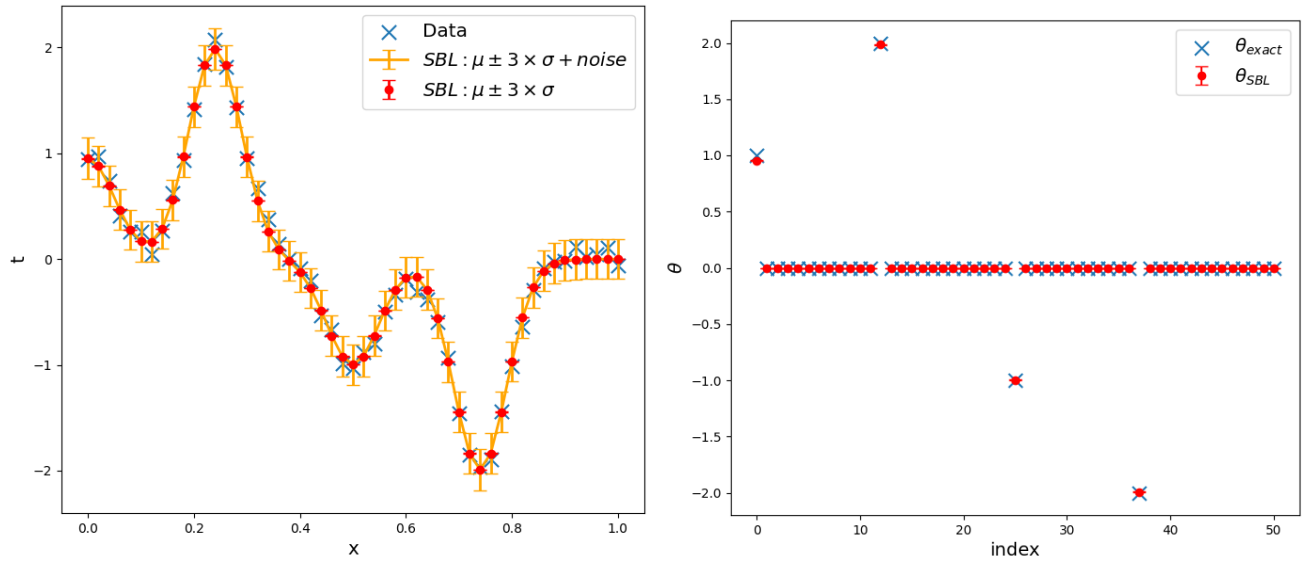 Data
SBL : μ ± 3 × σ + noise
SBL : μ ± 3 × σ
2
1
0
−1
−2
t
0.0 0.2 0.4 0.6 0.8 1.0
x
θ_exact
θ_SBL
2.0
1.5
1.0
0.5
0.0
−0.5
−1.0
−1.5
−2.0
θ
0 10 20 30 40 50
index